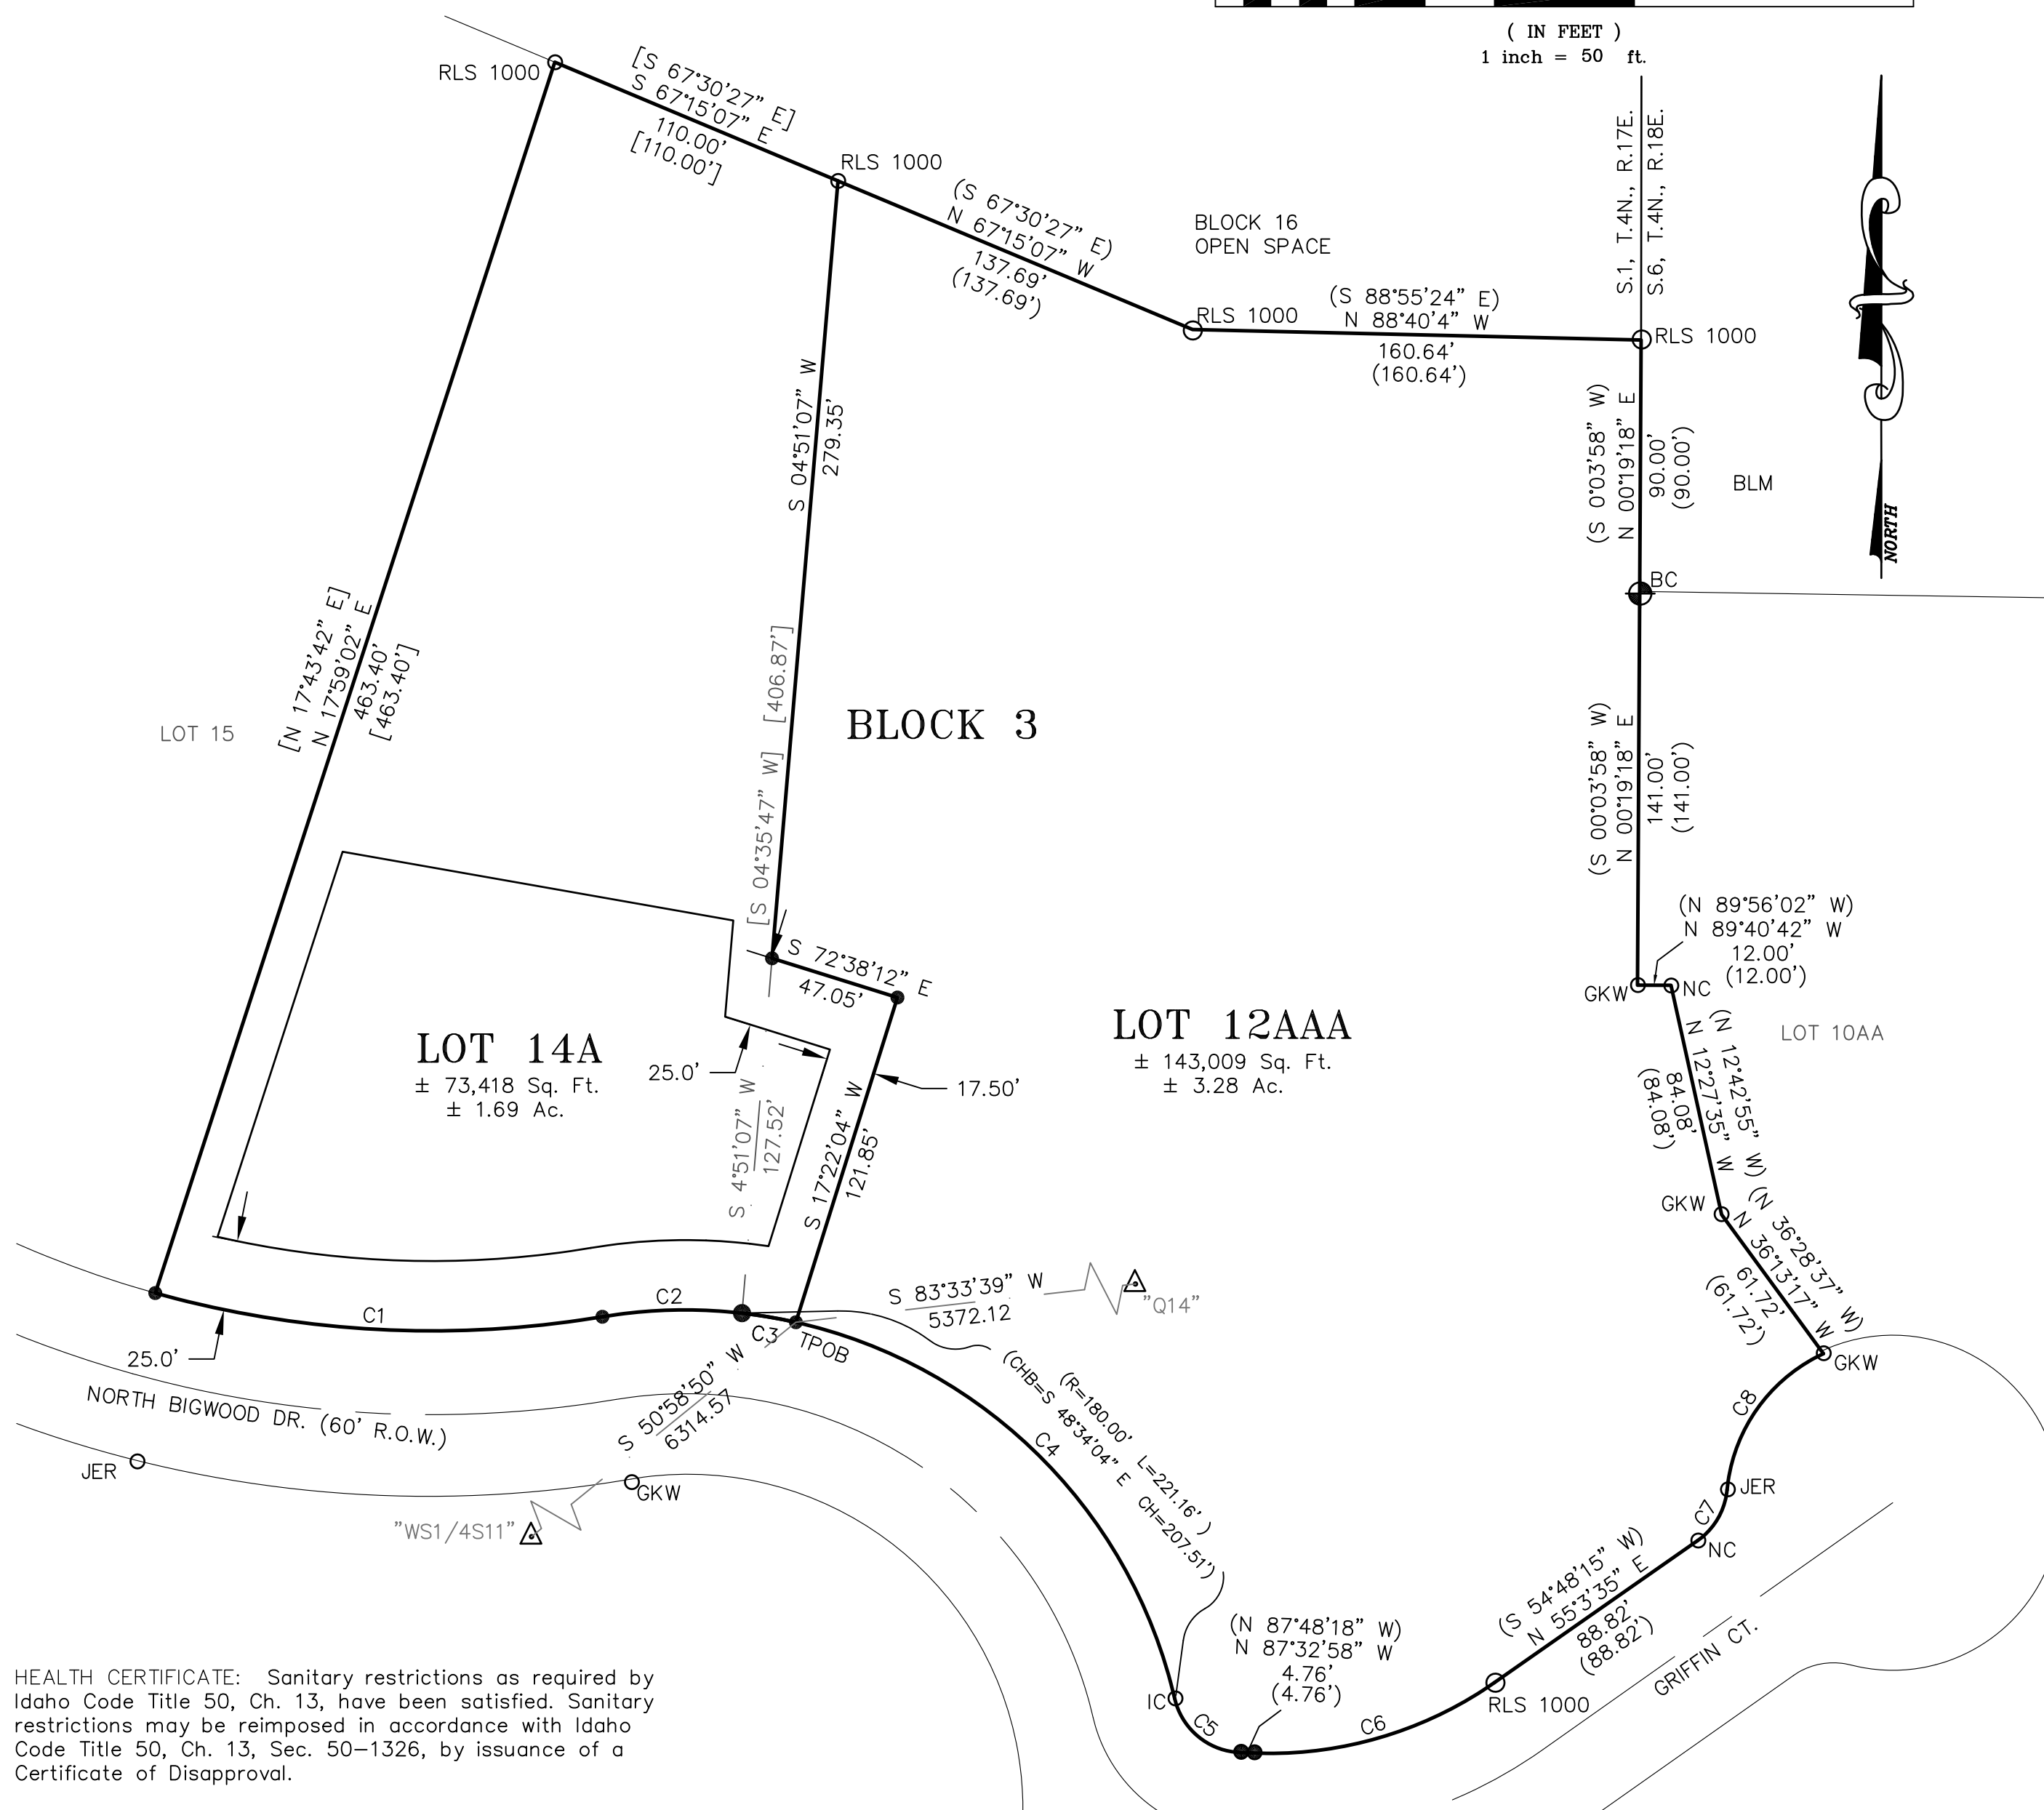 ( IN FEET )
1 inch = 50 ft.
RLS 1000
[S 67°30'27" E]
S 67°15'07" E
110.00'
[110.00']
RLS 1000
(S 67°30'27" E)
N 67°15'07" W
137.69'
(137.69')
BLOCK 16
OPEN SPACE
S.1, T.4N., R.17E.
S.6, T.4N., R.18E.
NORTH
RLS 1000
(S 88°55'24" E)
N 88°40'4" W
160.64'
(160.64')
RLS 1000
S 04°51'07" W
279.35'
(S 0°03'58" W)
N 00°19'18" E
90.00'
(90.00')
BLM
BC
[N 17°43'42" E]
N 17°59'02" E
463.40'
[463.40']
LOT 15
[S 04°35'47" W] [406.87']
BLOCK 3
(S 00°03'58" W)
N 00°19'18" E
141.00'
(141.00')
(N 89°56'02" W)
N 89°40'42" W
12.00'
(12.00')
GKW
NC
S 72°38'12" E
47.05'
LOT 14A
± 73,418 Sq. Ft.
± 1.69 Ac.
25.0'
LOT 12AAA
± 143,009 Sq. Ft.
± 3.28 Ac.
17.50'
LOT 10AA
(N 12°42'55" W)
N 12°27'35" W
84.08'
(84.08')
S 4°51'07" W
127.52'
S 17°22'04" W
121.85'
GKW
(N 36°28'37" W)
N 36°13'17" W
61.72'
(61.72')
GKW
C1
C2
C3
TPOB
S 83°33'39" W
5372.12
"Q14"
25.0'
NORTH BIGWOOD DR. (60' R.O.W.)
S 50°58'50" W
6314.57
JER
GKW
"WS1/4S11"
C4
(R=180.00' L=221.16' )
(CHB=S 48°34'04" E CH=207.51')
C8
JER
C7
NC
(S 54°48'15" W)
N 55°3'35" E
88.82'
(88.82')
GRIFFIN CT.
(N 87°48'18" W)
N 87°32'58" W
4.76'
(4.76')
IC
C5
C6
RLS 1000
HEALTH CERTIFICATE: Sanitary restrictions as required by
Idaho Code Title 50, Ch. 13, have been satisfied. Sanitary
restrictions may be reimposed in accordance with Idaho
Code Title 50, Ch. 13, Sec. 50-1326, by issuance of a
Certificate of Disapproval.